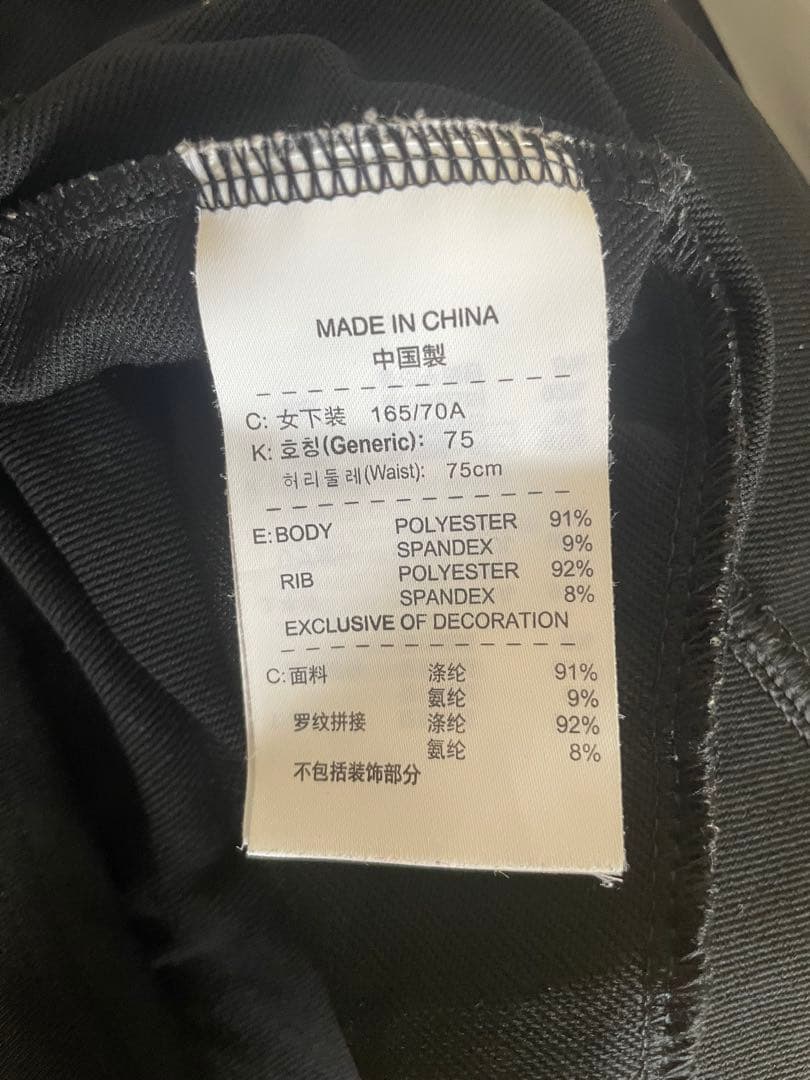 MADE IN CHINA
中国製
C: 女下装 165/70A
K: 호칭(Generic): 75
허리둘레(Waist): 75cm
E: BODY POLYESTER 91%
SPANDEX 9%
RIB POLYESTER 92%
SPANDEX 8%
EXCLUSIVE OF DECORATION
C: 面料 涤纶 91%
氨纶 9%
罗纹拼接 涤纶 92%
氨纶 8%
不包括装饰部分